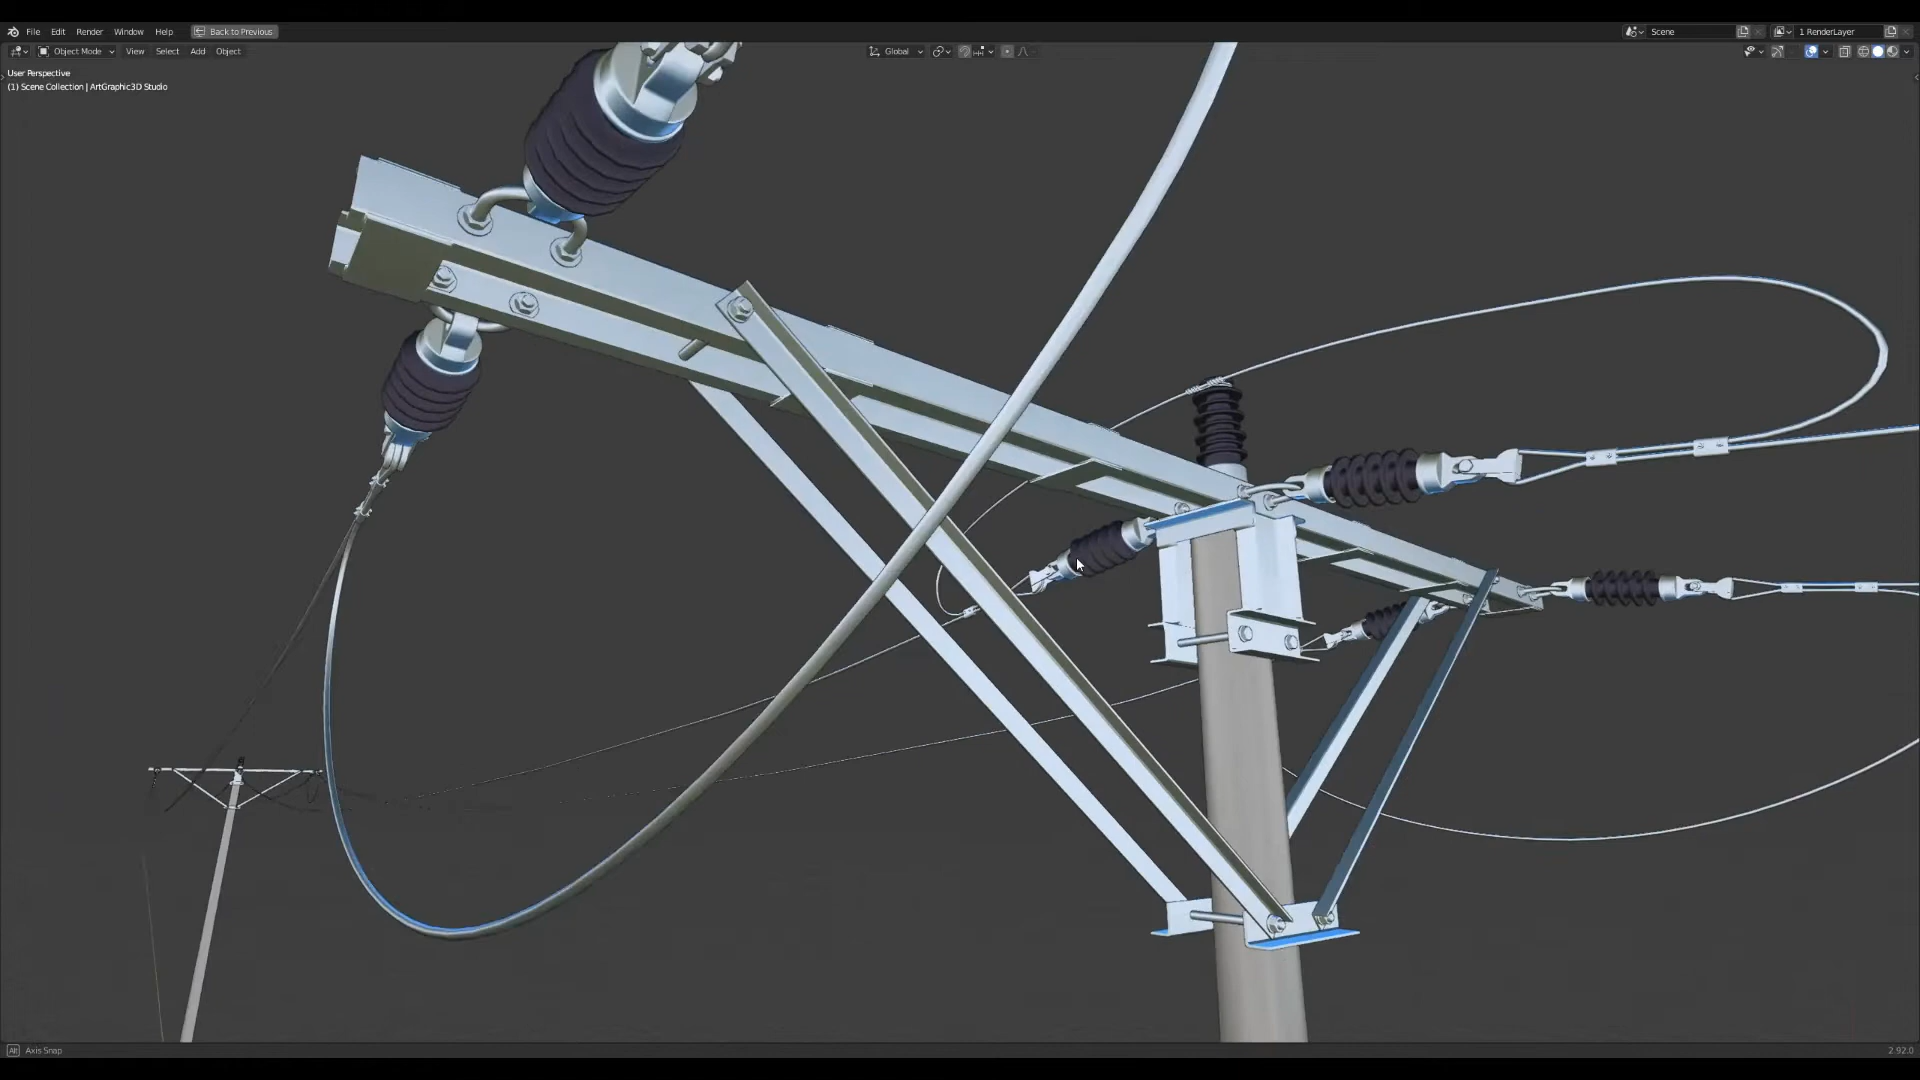 File Edit Render Window Help Back to Previous
Scene
1 RenderLayer
Object Mode View Select Add Object
Global
User Perspective
(1) Scene Collection | ArtGraphic3D Studio
Alt Axis Snap
2.92.0